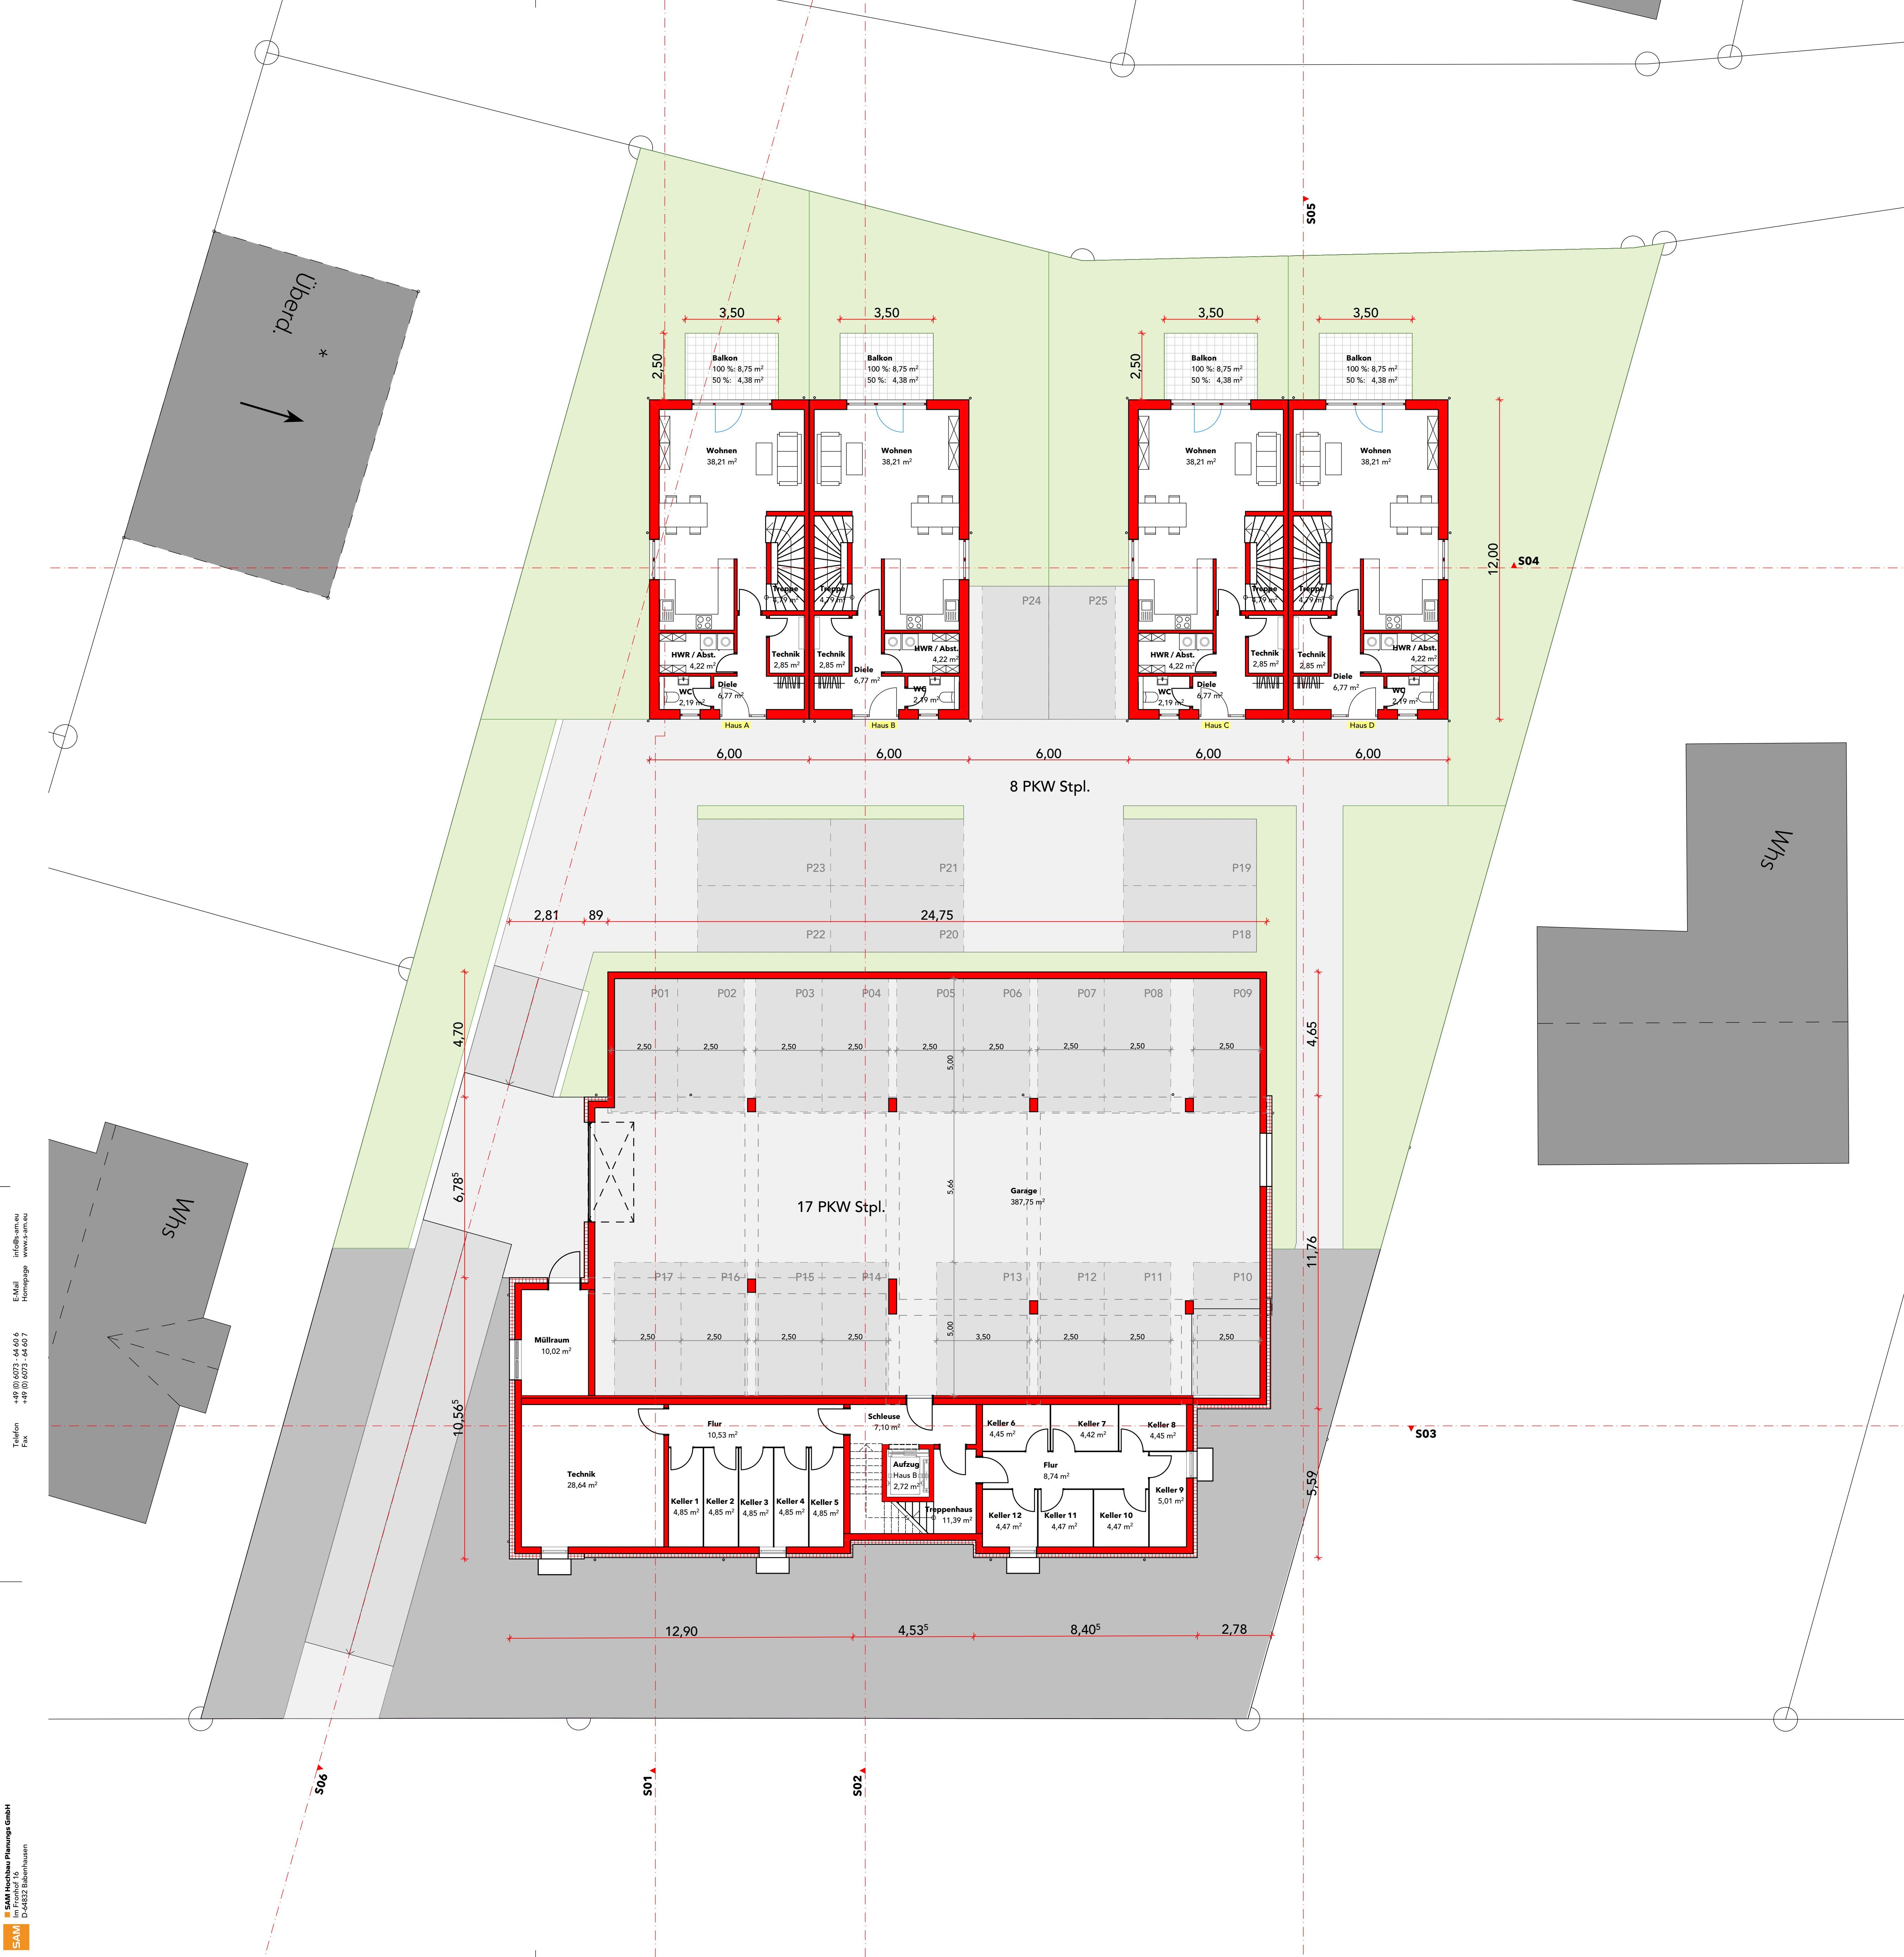 S05
Überd.
*
3,50
3,50
3,50
3,50
2,50
2,50
Balkon
100 %: 8,75 m²
50 %: 4,38 m²
Balkon
100 %: 8,75 m²
50 %: 4,38 m²
Balkon
100 %: 8,75 m²
50 %: 4,38 m²
Balkon
100 %: 8,75 m²
50 %: 4,38 m²
Wohnen
38,21 m²
Wohnen
38,21 m²
Wohnen
38,21 m²
Wohnen
38,21 m²
12,00
S04
Treppe
4,79 m²
Treppe
4,79 m²
Treppe
4,79 m²
Treppe
4,79 m²
P24
P25
HWR / Abst.
4,22 m²
Technik
2,85 m²
Technik
2,85 m²
HWR / Abst.
4,22 m²
HWR / Abst.
4,22 m²
Technik
2,85 m²
Technik
2,85 m²
HWR / Abst.
4,22 m²
WC
2,19 m²
Diele
6,77 m²
Diele
6,77 m²
WC
2,19 m²
WC
2,19 m²
Diele
6,77 m²
Diele
6,77 m²
WC
2,19 m²
Haus A
Haus B
Haus C
Haus D
6,00
6,00
6,00
6,00
6,00
8 PKW Stpl.
Whs
P23
P21
P19
2,81
89
24,75
P22
P20
P18
P01
P02
P03
P04
P05
P06
P07
P08
P09
4,70
4,65
2,50
2,50
2,50
2,50
2,50
2,50
2,50
2,50
2,50
5,00
6,78⁵
5,66
Garage
387,75 m²
17 PKW Stpl.
Whs
11,76
P17
P16
P15
P14
P13
P12
P11
P10
5,00
2,50
2,50
2,50
2,50
3,50
2,50
2,50
2,50
Müllraum
10,02 m²
10,56⁵
Flur
10,53 m²
Schleuse
7,10 m²
Keller 6
4,45 m²
Keller 7
4,42 m²
Keller 8
4,45 m²
S03
Technik
28,64 m²
Aufzug
Haus B
2,72 m²
Flur
8,74 m²
5,59
Keller 1
4,85 m²
Keller 2
4,85 m²
Keller 3
4,85 m²
Keller 4
4,85 m²
Keller 5
4,85 m²
Treppenhaus
11,39 m²
Keller 12
4,47 m²
Keller 11
4,47 m²
Keller 10
4,47 m²
Keller 9
5,01 m²
12,90
4,53⁵
8,40⁵
2,78
S06
S01
S02
SAM
SAM Hochbau Planungs GmbH
Im Fronhof 16
D-64832 Babenhausen
Telefon +49 (0) 6073 - 64 60 6
Fax +49 (0) 6073 - 64 60 7
E-Mail info@s-am.eu
Homepage www.s-am.eu